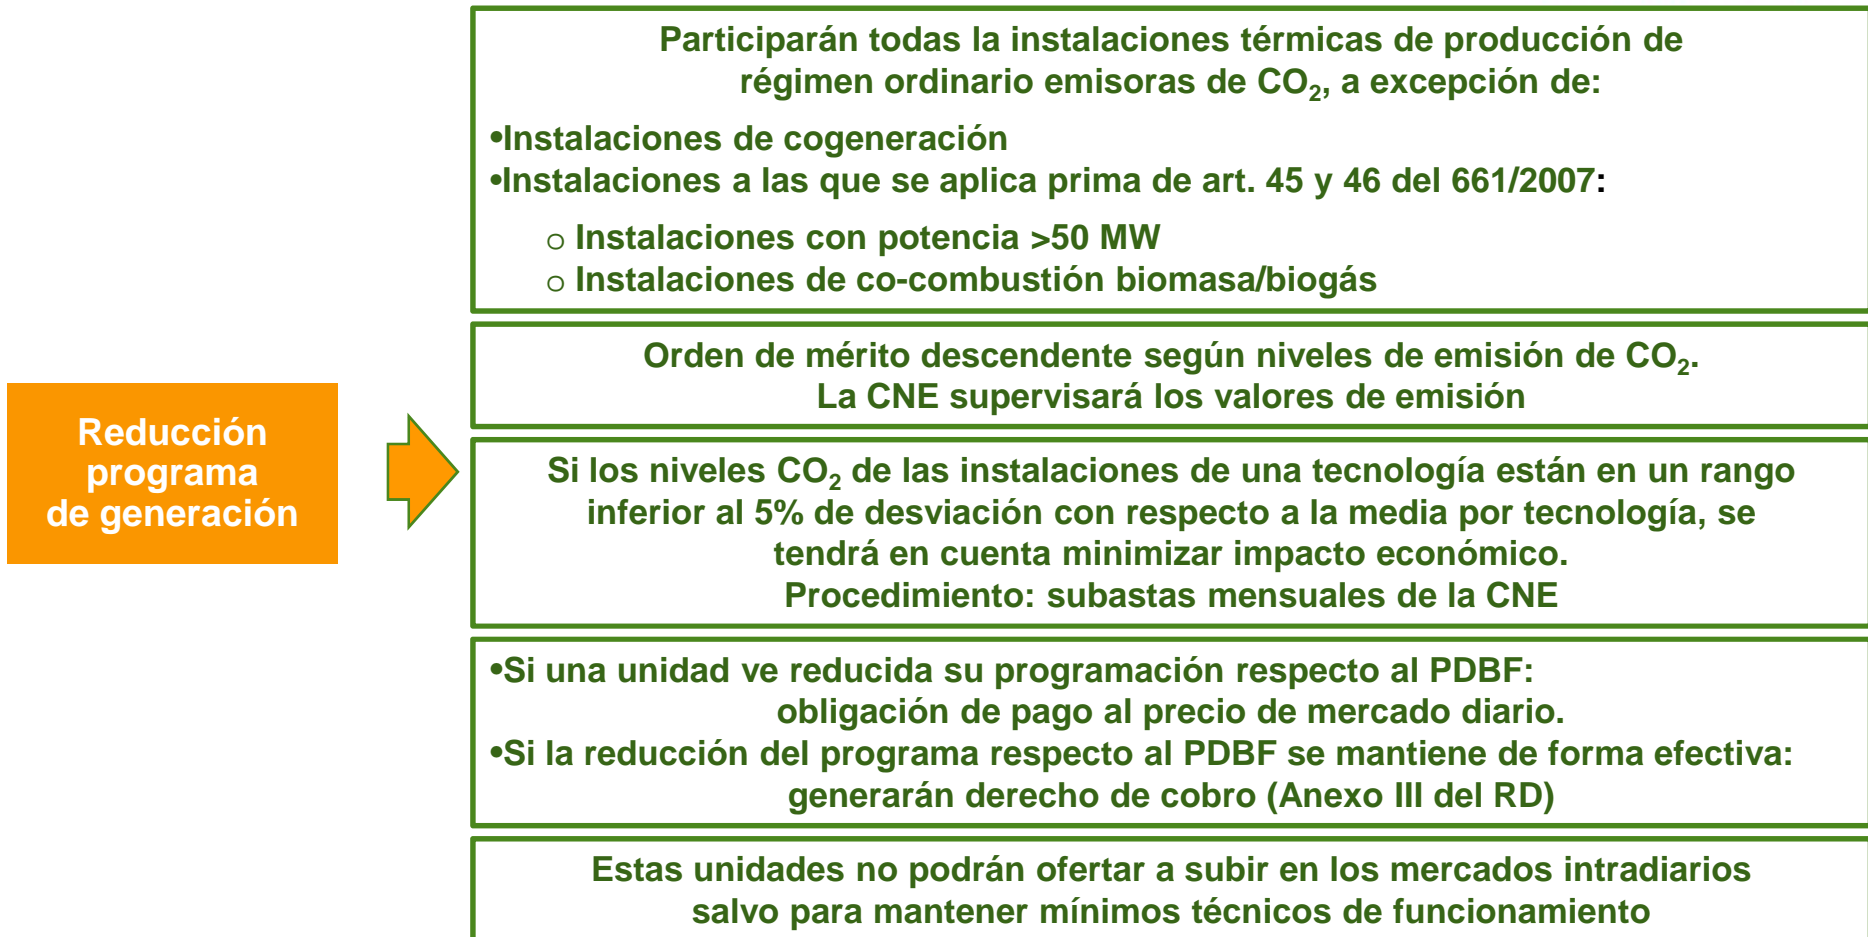 Participarán todas la instalaciones térmicas de producción de
régimen ordinario emisoras de CO₂, a excepción de:
•Instalaciones de cogeneración
•Instalaciones a las que se aplica prima de art. 45 y 46 del 661/2007:
o Instalaciones con potencia >50 MW
o Instalaciones de co-combustión biomasa/biogás
Orden de mérito descendente según niveles de emisión de CO₂.
La CNE supervisará los valores de emisión
Reducción
programa
de generación
Si los niveles CO₂ de las instalaciones de una tecnología están en un rango
inferior al 5% de desviación con respecto a la media por tecnología, se
tendrá en cuenta minimizar impacto económico.
Procedimiento: subastas mensuales de la CNE
•Si una unidad ve reducida su programación respecto al PDBF:
obligación de pago al precio de mercado diario.
•Si la reducción del programa respecto al PDBF se mantiene de forma efectiva:
generarán derecho de cobro (Anexo III del RD)
Estas unidades no podrán ofertar a subir en los mercados intradiarios
salvo para mantener mínimos técnicos de funcionamiento